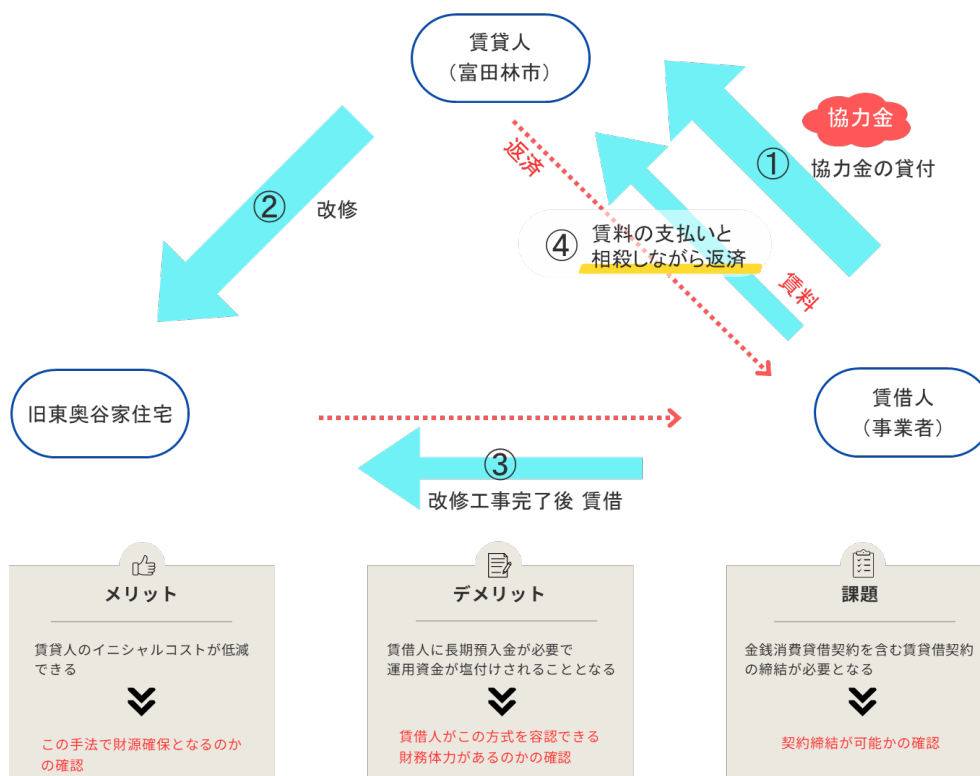 賃貸人
（富田林市）
協力金
①
協力金の貸付
返済
②
改修
④
賃料の支払いと
相殺しながら返済
賃料
旧東奥谷家住宅
賃借人
（事業者）
③
改修工事完了後 賃借
メリット
賃貸人のイニシャルコストが低減
できる
この手法で財源確保となるのか
の確認
デメリット
賃借人に長期預入金が必要で
運用資金が塩付けされることとなる
賃借人がこの方式を容認できる
財務体力があるのかの確認
課題
金銭消費貸借契約を含む賃貸借契約
の締結が必要となる
契約締結が可能かの確認